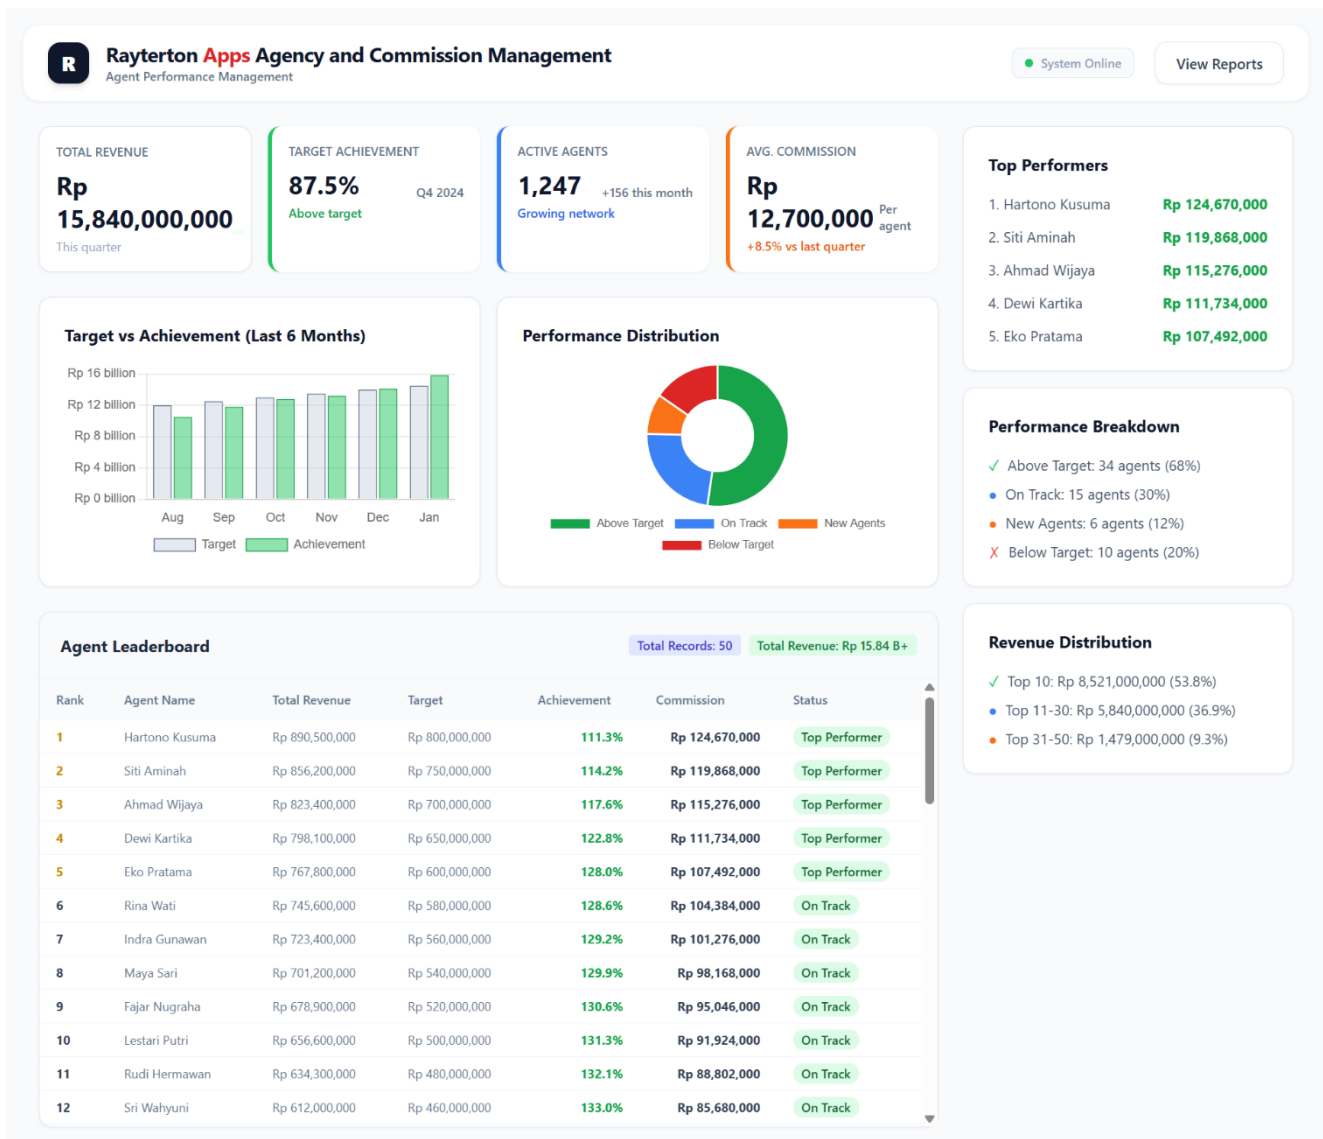 R
Rayterton Apps Agency and Commission Management
Agent Performance Management
System Online
View Reports
TOTAL REVENUE
Rp
15,840,000,000
This quarter
TARGET ACHIEVEMENT
87.5%
Q4 2024
Above target
ACTIVE AGENTS
1,247
+156 this month
Growing network
AVG. COMMISSION
Rp
12,700,000
Per
agent
+8.5% vs last quarter
Target vs Achievement (Last 6 Months)
Rp 16 billion
Rp 12 billion
Rp 8 billion
Rp 4 billion
Rp 0 billion
Aug Sep Oct Nov Dec Jan
Target Achievement
Performance Distribution
Above Target On Track New Agents
Below Target
Top Performers
1. Hartono Kusuma Rp 124,670,000
2. Siti Aminah Rp 119,868,000
3. Ahmad Wijaya Rp 115,276,000
4. Dewi Kartika Rp 111,734,000
5. Eko Pratama Rp 107,492,000
Performance Breakdown
✓ Above Target: 34 agents (68%)
● On Track: 15 agents (30%)
● New Agents: 6 agents (12%)
✗ Below Target: 10 agents (20%)
Revenue Distribution
✓ Top 10: Rp 8,521,000,000 (53.8%)
● Top 11-30: Rp 5,840,000,000 (36.9%)
● Top 31-50: Rp 1,479,000,000 (9.3%)
Agent Leaderboard
Total Records: 50
Total Revenue: Rp 15.84 B+
Rank Agent Name Total Revenue Target Achievement Commission Status
1 Hartono Kusuma Rp 890,500,000 Rp 800,000,000 111.3% Rp 124,670,000 Top Performer
2 Siti Aminah Rp 856,200,000 Rp 750,000,000 114.2% Rp 119,868,000 Top Performer
3 Ahmad Wijaya Rp 823,400,000 Rp 700,000,000 117.6% Rp 115,276,000 Top Performer
4 Dewi Kartika Rp 798,100,000 Rp 650,000,000 122.8% Rp 111,734,000 Top Performer
5 Eko Pratama Rp 767,800,000 Rp 600,000,000 128.0% Rp 107,492,000 Top Performer
6 Rina Wati Rp 745,600,000 Rp 580,000,000 128.6% Rp 104,384,000 On Track
7 Indra Gunawan Rp 723,400,000 Rp 560,000,000 129.2% Rp 101,276,000 On Track
8 Maya Sari Rp 701,200,000 Rp 540,000,000 129.9% Rp 98,168,000 On Track
9 Fajar Nugraha Rp 678,900,000 Rp 520,000,000 130.6% Rp 95,046,000 On Track
10 Lestari Putri Rp 656,600,000 Rp 500,000,000 131.3% Rp 91,924,000 On Track
11 Rudi Hermawan Rp 634,300,000 Rp 480,000,000 132.1% Rp 88,802,000 On Track
12 Sri Wahyuni Rp 612,000,000 Rp 460,000,000 133.0% Rp 85,680,000 On Track